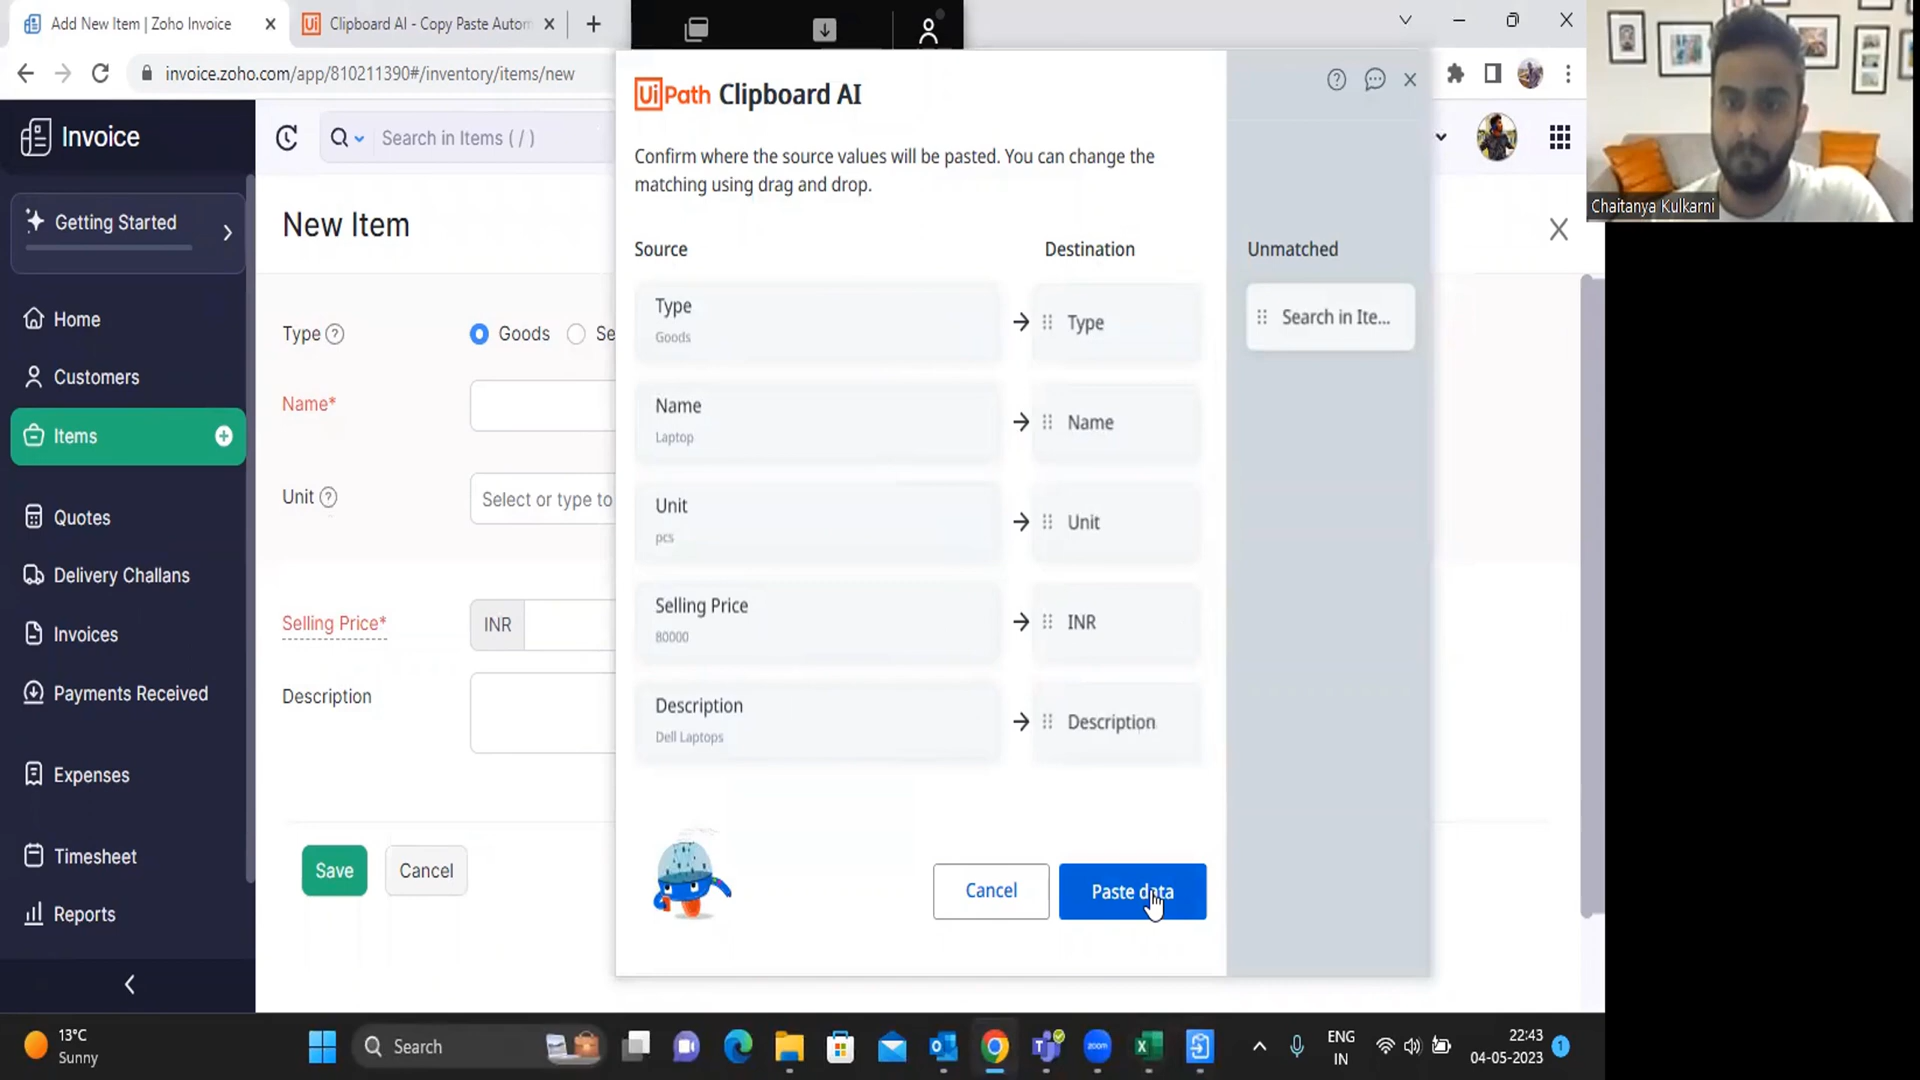 Add New Item | Zoho Invoice
Ui
Clipboard AI - Copy Paste Autom
invoice.zoho.com/app/810211390#/inventory/items/new
Invoice
Search in Items ( / )
Getting Started
Home
Customers
Items
Quotes
Delivery Challans
Invoices
Payments Received
Expenses
Timesheet
Reports
New Item
Type
Goods
Se
Name*
Unit
Select or type to
Selling Price*
INR
Description
Save
Cancel
UiPath Clipboard AI
Confirm where the source values will be pasted. You can change the
matching using drag and drop.
Source
Destination
Unmatched
Type
Goods
Type
Search in Ite...
Name
Laptop
Name
Unit
pcs
Unit
Selling Price
80000
INR
Description
Dell Laptops
Description
Cancel
Paste data
Chaitanya Kulkarni
13°C
Sunny
Search
zoom
ENG
IN
22:43
04-05-2023
1